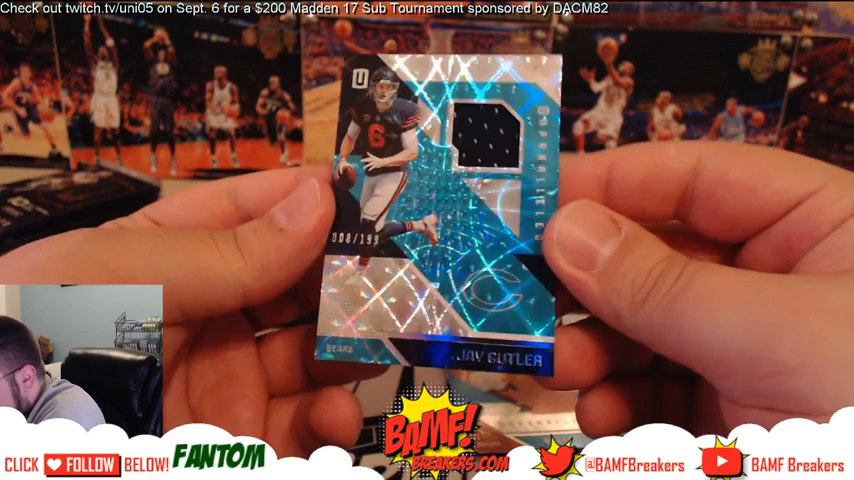 Check out twitch.tv/uni05 on Sept. 6 for a $200 Madden 17 Sub Tournament sponsored by DACM82
U
6
008/199
C
BEARS
JAY CUTLER
CLICK ❤ FOLLOW BELOW!
FANTOM
BAMF!
BREAKERS.COM
@BAMFBreakers
BAMF Breakers